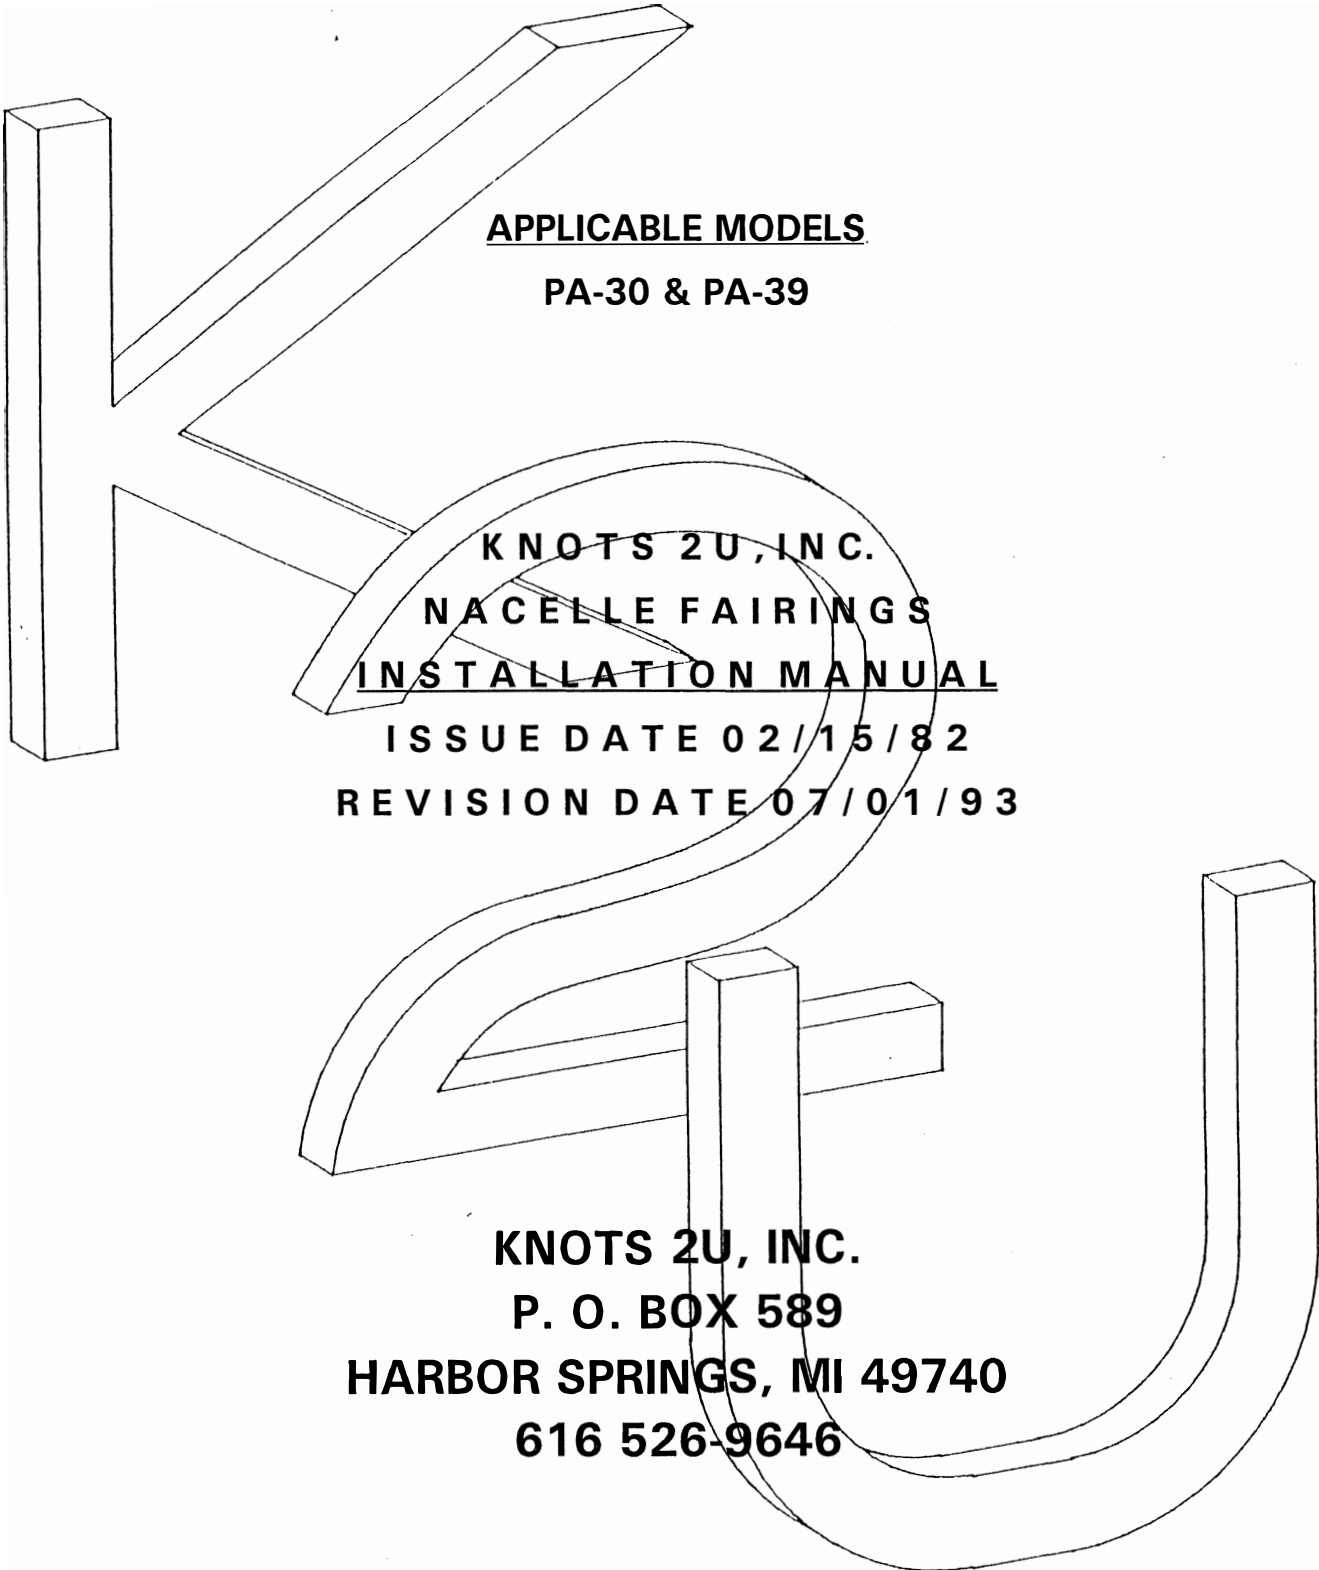 APPLICABLE MODELS
PA-30 & PA-39
KNOTS 2U, INC.
NACELLE FAIRINGS
INSTALLATION MANUAL
ISSUE DATE 02/15/82
REVISION DATE 07/01/93
K2U
KNOTS 2U, INC.
P. O. BOX 589
HARBOR SPRINGS, MI 49740
616 526-9646